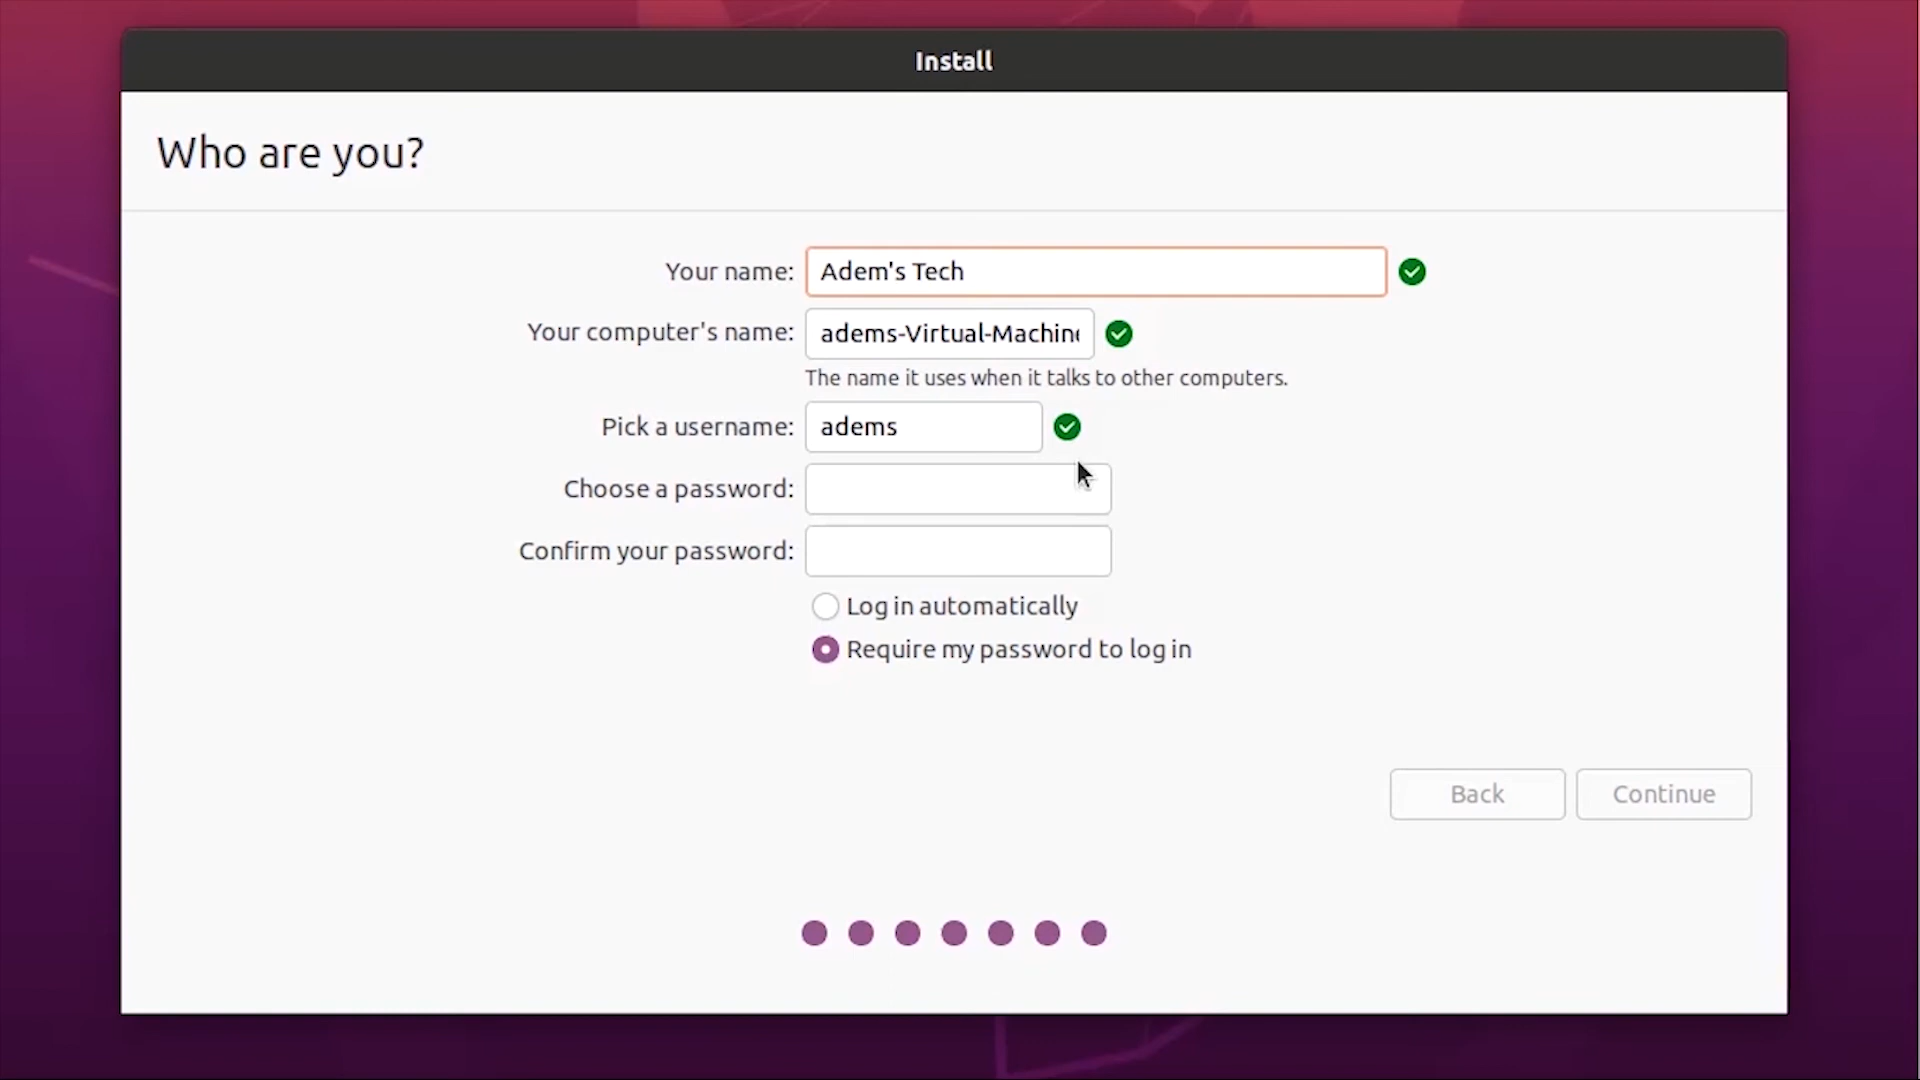 Install
Who are you?
Your name: Adem's Tech
Your computer's name: adems-Virtual-Machine
The name it uses when it talks to other computers.
Pick a username: adems
Choose a password:
Confirm your password:
Log in automatically
Require my password to log in
Back Continue